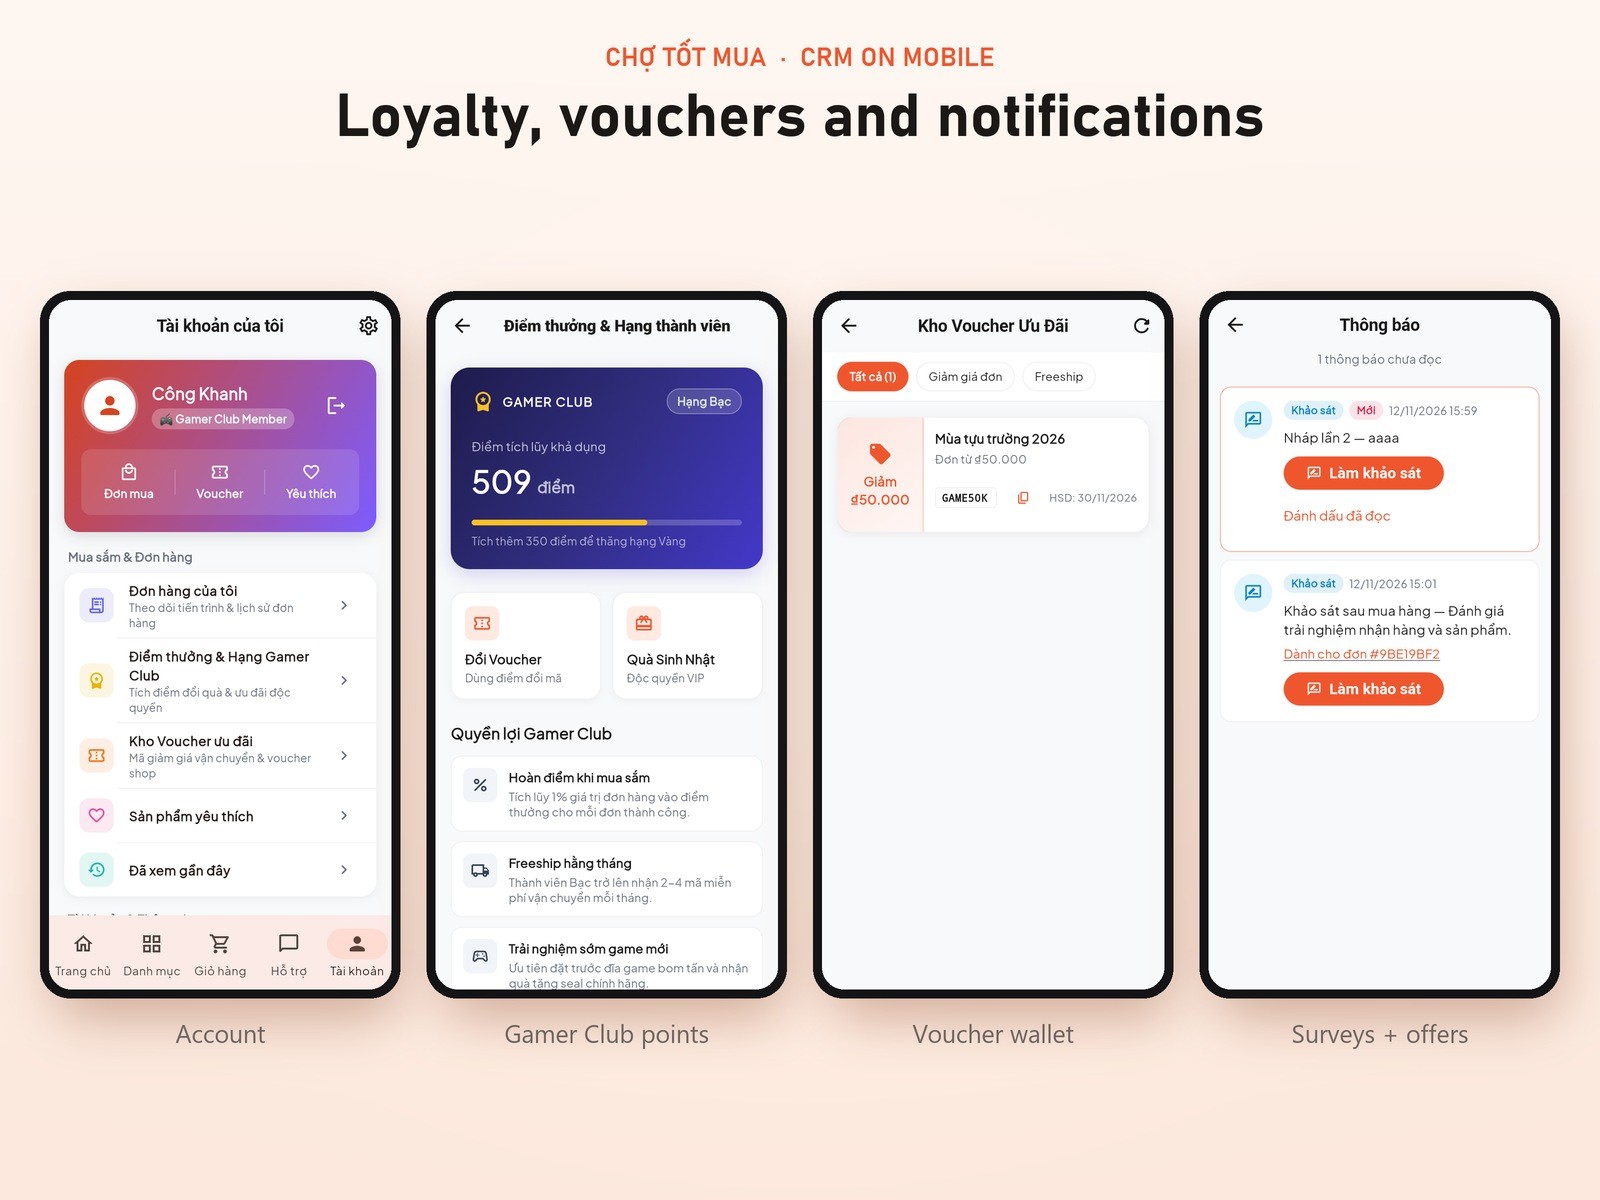 CHỢ TỐT MUA · CRM ON MOBILE
Loyalty, vouchers and notifications
Tài khoản của tôi
Công Khanh
🎮 Gamer Club Member
Đơn mua
Voucher
Yêu thích
Mua sắm & Đơn hàng
Đơn hàng của tôi
Theo dõi tiến trình & lịch sử đơn
hàng
Điểm thưởng & Hạng Gamer
Club
Tích điểm đổi quà & ưu đãi độc
quyền
Kho Voucher ưu đãi
Mã giảm giá vận chuyển & voucher
shop
Sản phẩm yêu thích
Đã xem gần đây
Trang chủ
Danh mục
Giỏ hàng
Hỗ trợ
Tài khoản
Account
Điểm thưởng & Hạng thành viên
GAMER CLUB
Hạng Bạc
Điểm tích lũy khả dụng
509 điểm
Tích thêm 350 điểm để thăng hạng Vàng
Đổi Voucher
Dùng điểm đổi mã
Quà Sinh Nhật
Độc quyền VIP
Quyền lợi Gamer Club
Hoàn điểm khi mua sắm
Tích lũy 1% giá trị đơn hàng vào điểm
thưởng cho mỗi đơn thành công.
Freeship hằng tháng
Thành viên Bạc trở lên nhận 2–4 mã miễn
phí vận chuyển mỗi tháng.
Trải nghiệm sớm game mới
Ưu tiên đặt trước đĩa game bom tấn và nhận
quà tặng seal chính hãng.
Gamer Club points
Kho Voucher Ưu Đãi
Tất cả (1)
Giảm giá đơn
Freeship
Giảm
₫50.000
Mùa tựu trường 2026
Đơn từ ₫50.000
GAME50K
HSD: 30/11/2026
Voucher wallet
Thông báo
1 thông báo chưa đọc
Khảo sát
Mới
12/11/2026 15:59
Nháp lần 2 — aaaa
Làm khảo sát
Đánh dấu đã đọc
Khảo sát
12/11/2026 15:01
Khảo sát sau mua hàng — Đánh giá
trải nghiệm nhận hàng và sản phẩm.
Dành cho đơn #9BE19BF2
Làm khảo sát
Surveys + offers